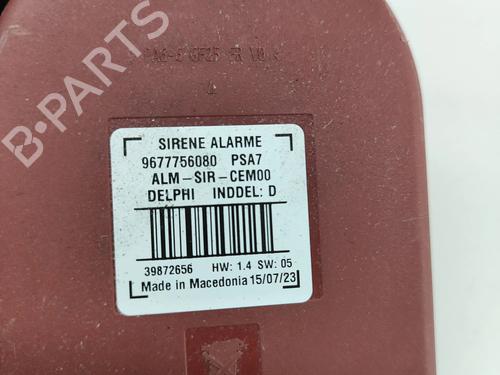 SIRENE ALARME
9677756080 PSA7
ALM-SIR-CEM00
DELPHI INDDEL: D
39872656 HW: 1.4 SW: 05
Made in Macedonia 15/07/23
B-PARTS